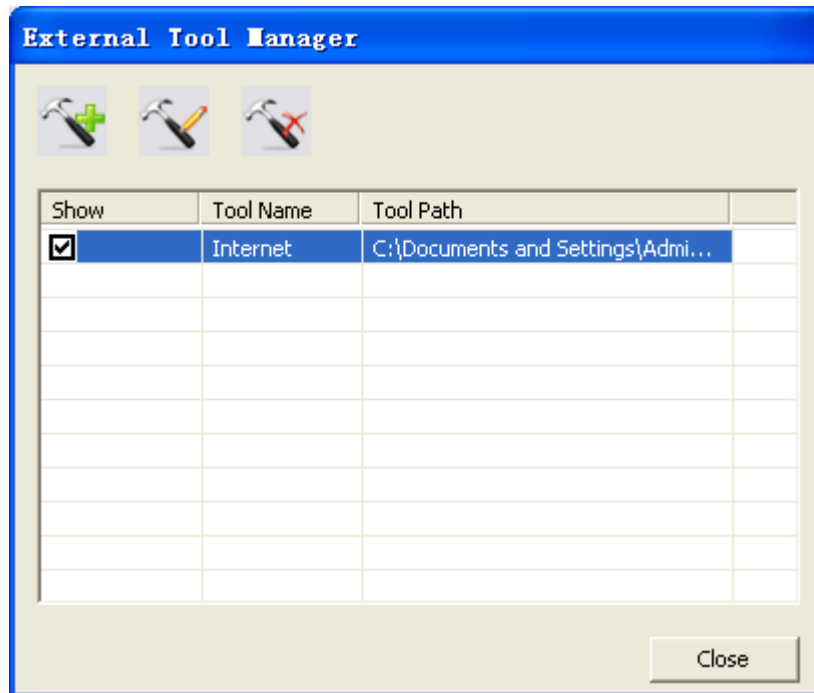 External Tool Manager
Show Tool Name Tool Path
Internet C:\Documents and Settings\Admi...
Close